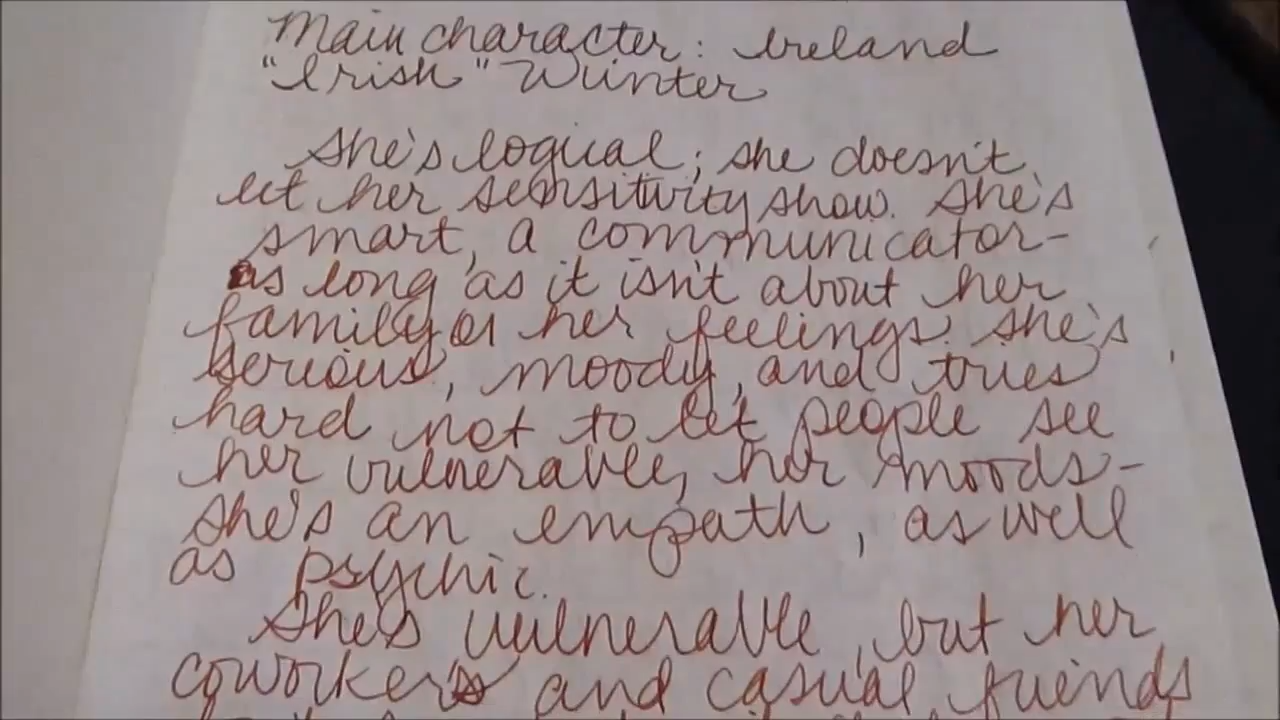 Main character: Ireland
"Irish" Winter
She's logical; she doesn't
let her sensitivity show. She's
smart, a communicator-
as long as it isn't about her
family or her feelings. She's
serious, moody, and tries
hard not to let people see
her vulnerable, her moods-
she's an empath, as well
as psychic.
She's vulnerable, but her
coworkers and casual friends